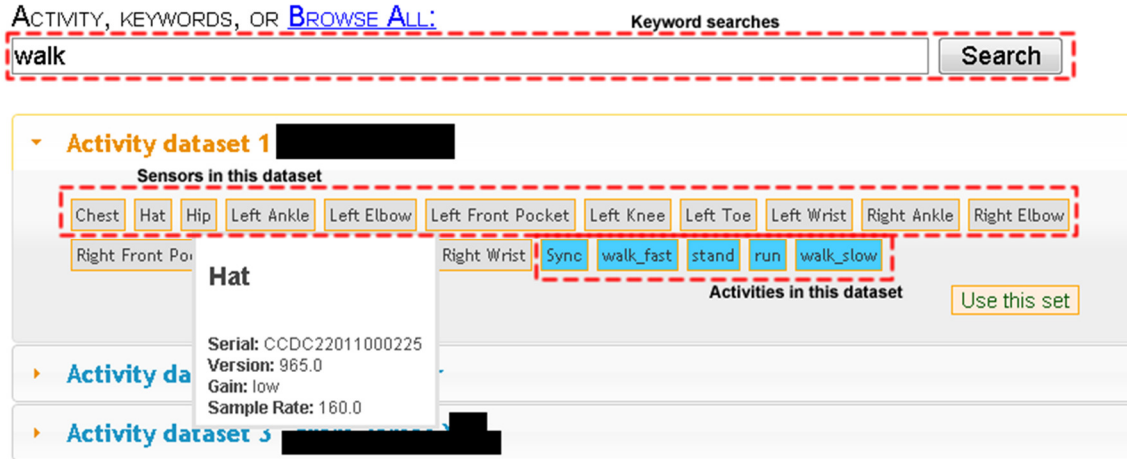 ACTIVITY, KEYWORDS, OR BROWSE ALL:
Keyword searches
walk
Search
Activity dataset 1
Sensors in this dataset
Chest Hat Hip Left Ankle Left Elbow Left Front Pocket Left Knee Left Toe Left Wrist Right Ankle Right Elbow
Right Front Right Wrist Sync walk_fast stand run walk_slow
Activities in this dataset
Use this set
Hat
Serial: CCDC22011000225
Version: 965.0
Gain: low
Sample Rate: 160.0
Activity
Activity dataset 3